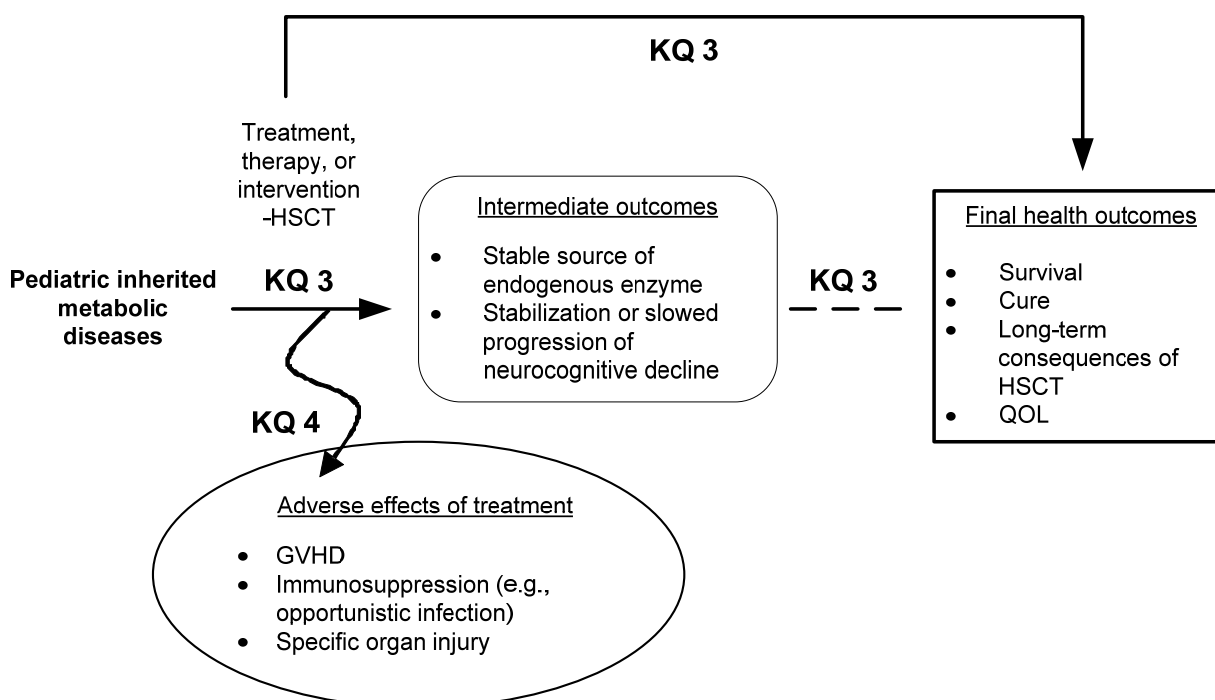 KQ 3
Treatment,
therapy, or
intervention
-HSCT
Pediatric inherited
metabolic
diseases
KQ 3
Intermediate outcomes
• Stable source of
endogenous enzyme
• Stabilization or slowed
progression of
neurocognitive decline
KQ 3
Final health outcomes
• Survival
• Cure
• Long-term
consequences of
HSCT
• QOL
KQ 4
Adverse effects of treatment
• GVHD
• Immunosuppression (e.g.,
opportunistic infection)
• Specific organ injury